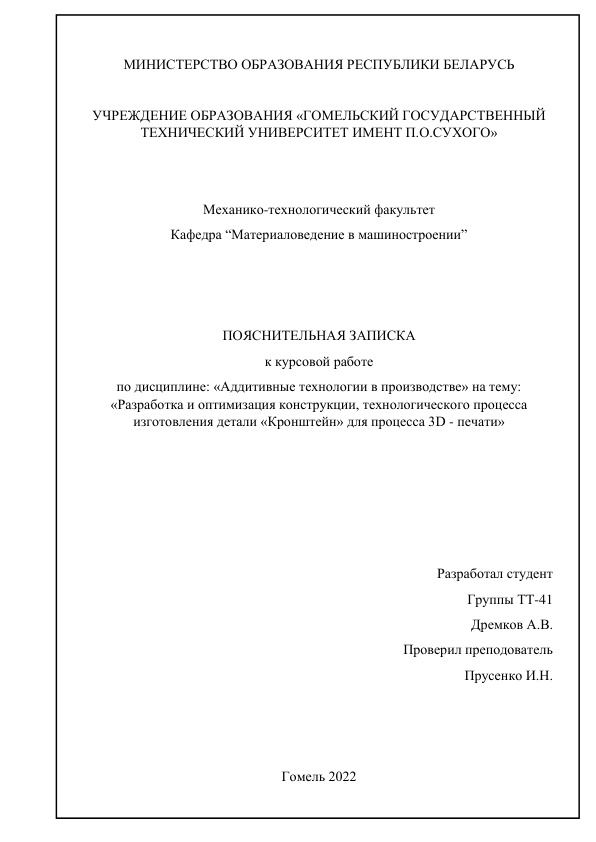 МИНИСТЕРСТВО ОБРАЗОВАНИЯ РЕСПУБЛИКИ БЕЛАРУСЬ
УЧРЕЖДЕНИЕ ОБРАЗОВАНИЯ «ГОМЕЛЬСКИЙ ГОСУДАРСТВЕННЫЙ
ТЕХНИЧЕСКИЙ УНИВЕРСИТЕТ ИМЕНТ П.О.СУХОГО»
Механико-технологический факультет
Кафедра “Материаловедение в машиностроении”
ПОЯСНИТЕЛЬНАЯ ЗАПИСКА
к курсовой работе
по дисциплине: «Аддитивные технологии в производстве» на тему:
«Разработка и оптимизация конструкции, технологического процесса
изготовления детали «Кронштейн» для процесса 3D - печати»
Разработал студент
Группы ТТ-41
Дремков А.В.
Проверил преподователь
Прусенко И.Н.
Гомель 2022